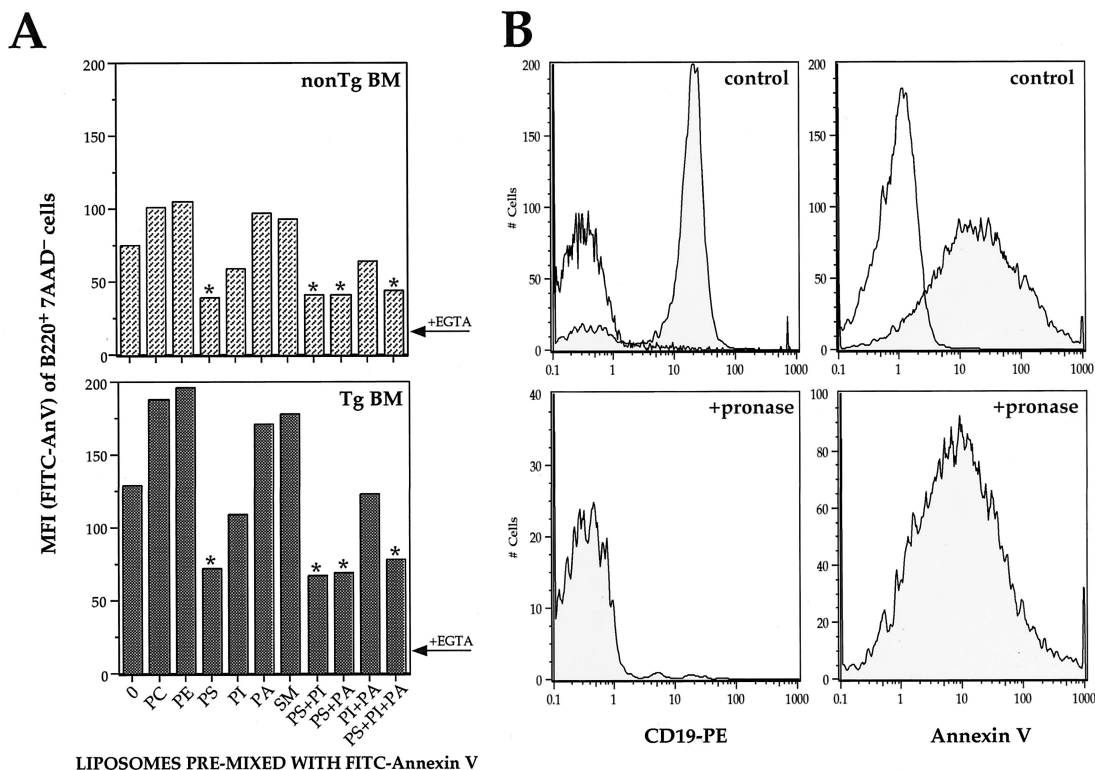 A
200
nonTg BM
150
100
50
0
* * * *
+EGTA
MFI (FITC-AnV) of B220⁺ 7AAD⁻ cells
200
Tg BM
150
100
50
0
* * * *
+EGTA
0 PC PE PS PI PA SM PS+PI PS+PA PI+PA PS+PI+PA
LIPOSOMES PRE-MIXED WITH FITC-Annexin V
B
200
control
150
# Cells
100
50
0
0.1 1 10 100 1000
200
control
150
100
50
0
0.1 1 10 100 1000
40
+pronase
30
# Cells
20
10
0
0.1 1 10 100 1000
CD19-PE
100
+pronase
80
60
40
20
0
0.1 1 10 100 1000
Annexin V